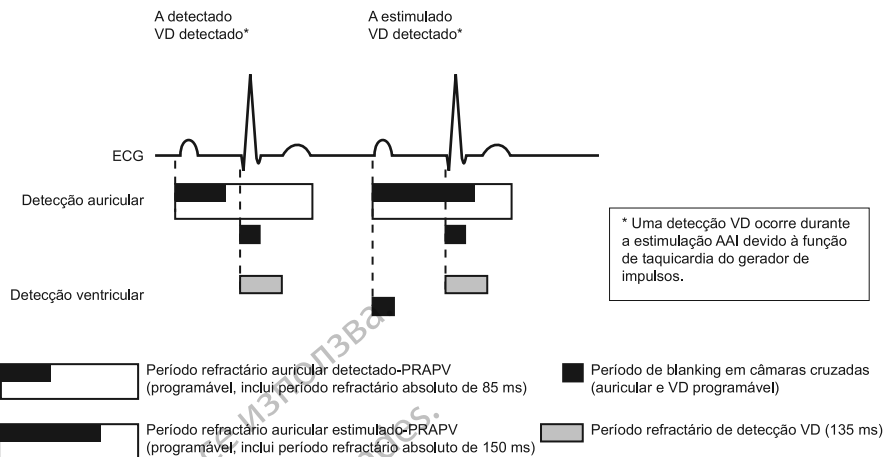 A detectado
VD detectado*
A estimulado
VD detectado*
ECG
Detecção auricular
* Uma detecção VD ocorre durante
a estimulação AAI devido à função
de taquicardia do gerador de
impulsos.
Detecção ventricular
Período refractário auricular detectado-PRAPV
(programável, inclui período refractário absoluto de 85 ms)
Período de blanking em câmaras cruzadas
(auricular e VD programável)
Período refractário auricular estimulado-PRAPV
(programável, inclui período refractário absoluto de 150 ms)
Período refractário de detecção VD (135 ms)